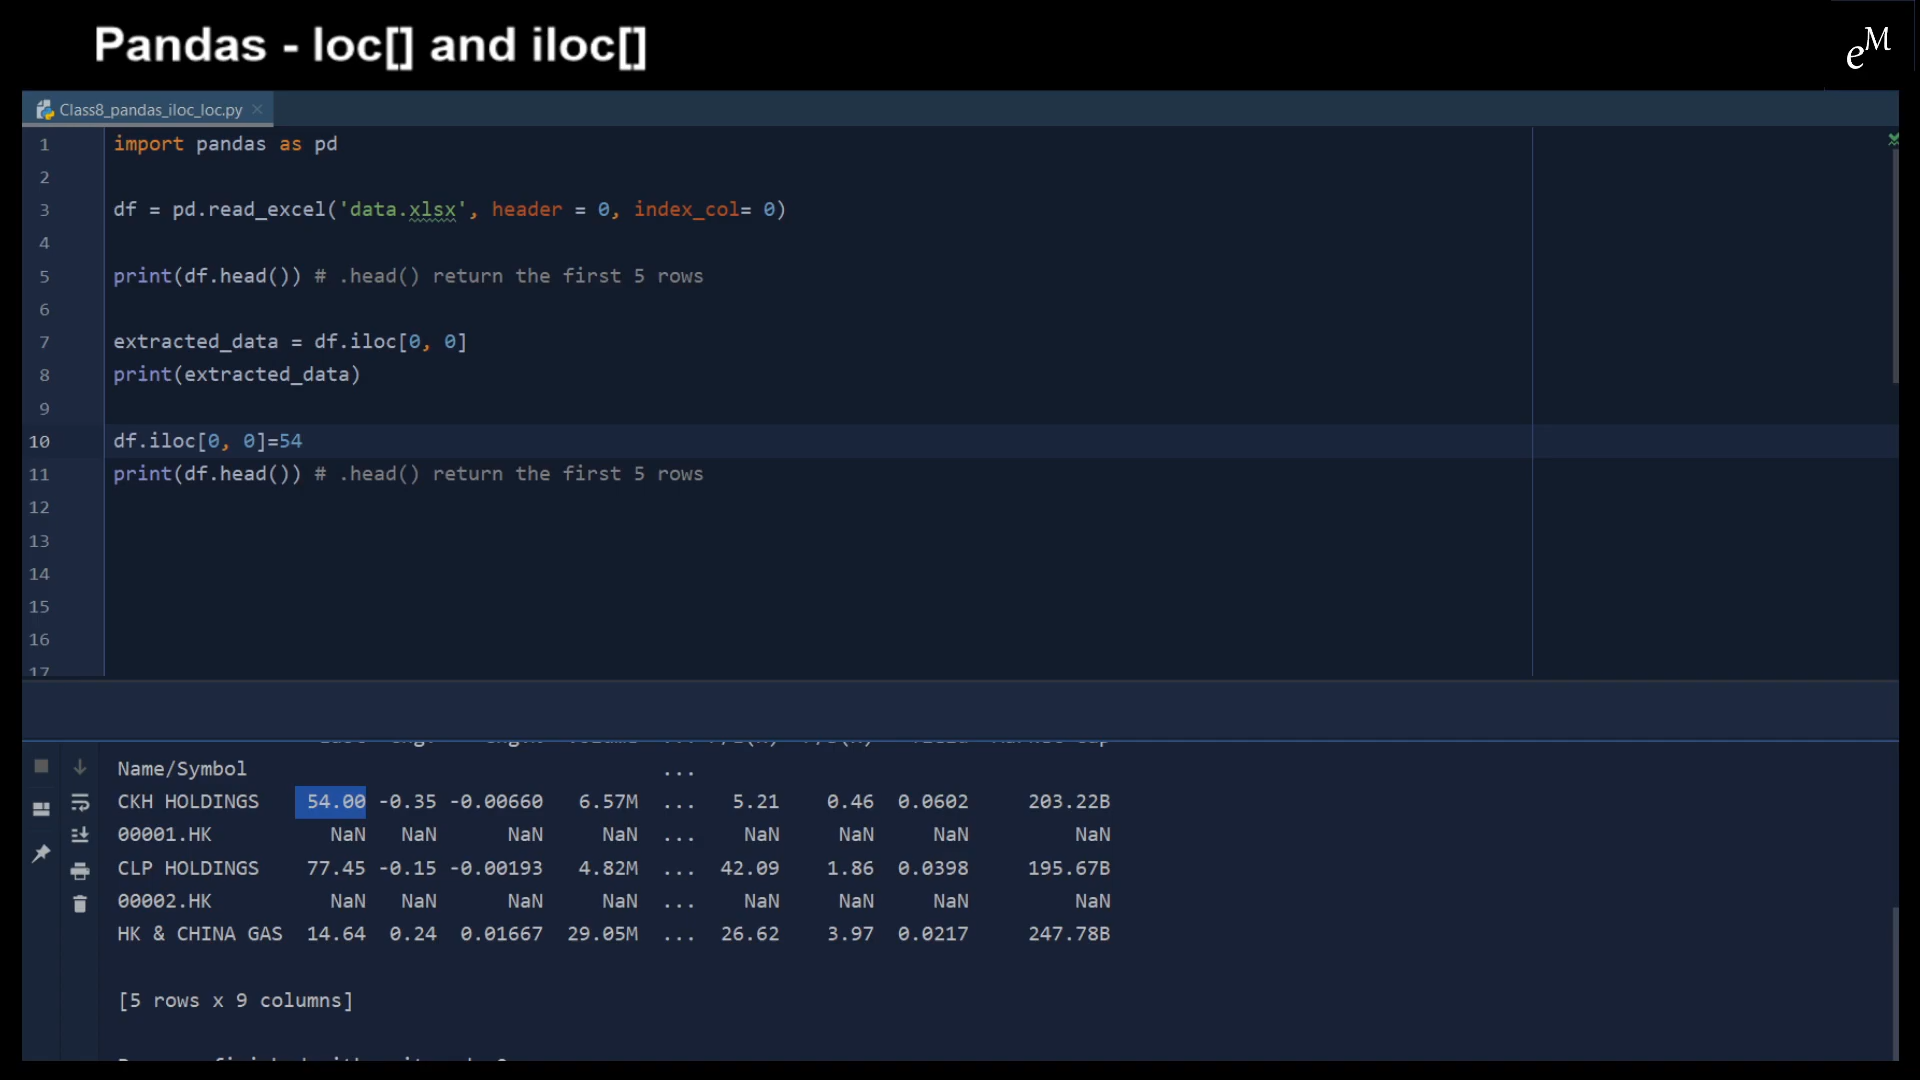 Pandas - loc[] and iloc[]
eM
Class8_pandas_iloc_loc.py
1 import pandas as pd
2
3 df = pd.read_excel('data.xlsx', header = 0, index_col= 0)
4
5 print(df.head()) # .head() return the first 5 rows
6
7 extracted_data = df.iloc[0, 0]
8 print(extracted_data)
9
10 df.iloc[0, 0]=54
11 print(df.head()) # .head() return the first 5 rows
12
13
14
15
16
17
Name/Symbol ...
CKH HOLDINGS 54.00 -0.35 -0.00660 6.57M ... 5.21 0.46 0.0602 203.22B
00001.HK NaN NaN NaN NaN ... NaN NaN NaN NaN
CLP HOLDINGS 77.45 -0.15 -0.00193 4.82M ... 42.09 1.86 0.0398 195.67B
00002.HK NaN NaN NaN NaN ... NaN NaN NaN NaN
HK & CHINA GAS 14.64 0.24 0.01667 29.05M ... 26.62 3.97 0.0217 247.78B
[5 rows x 9 columns]